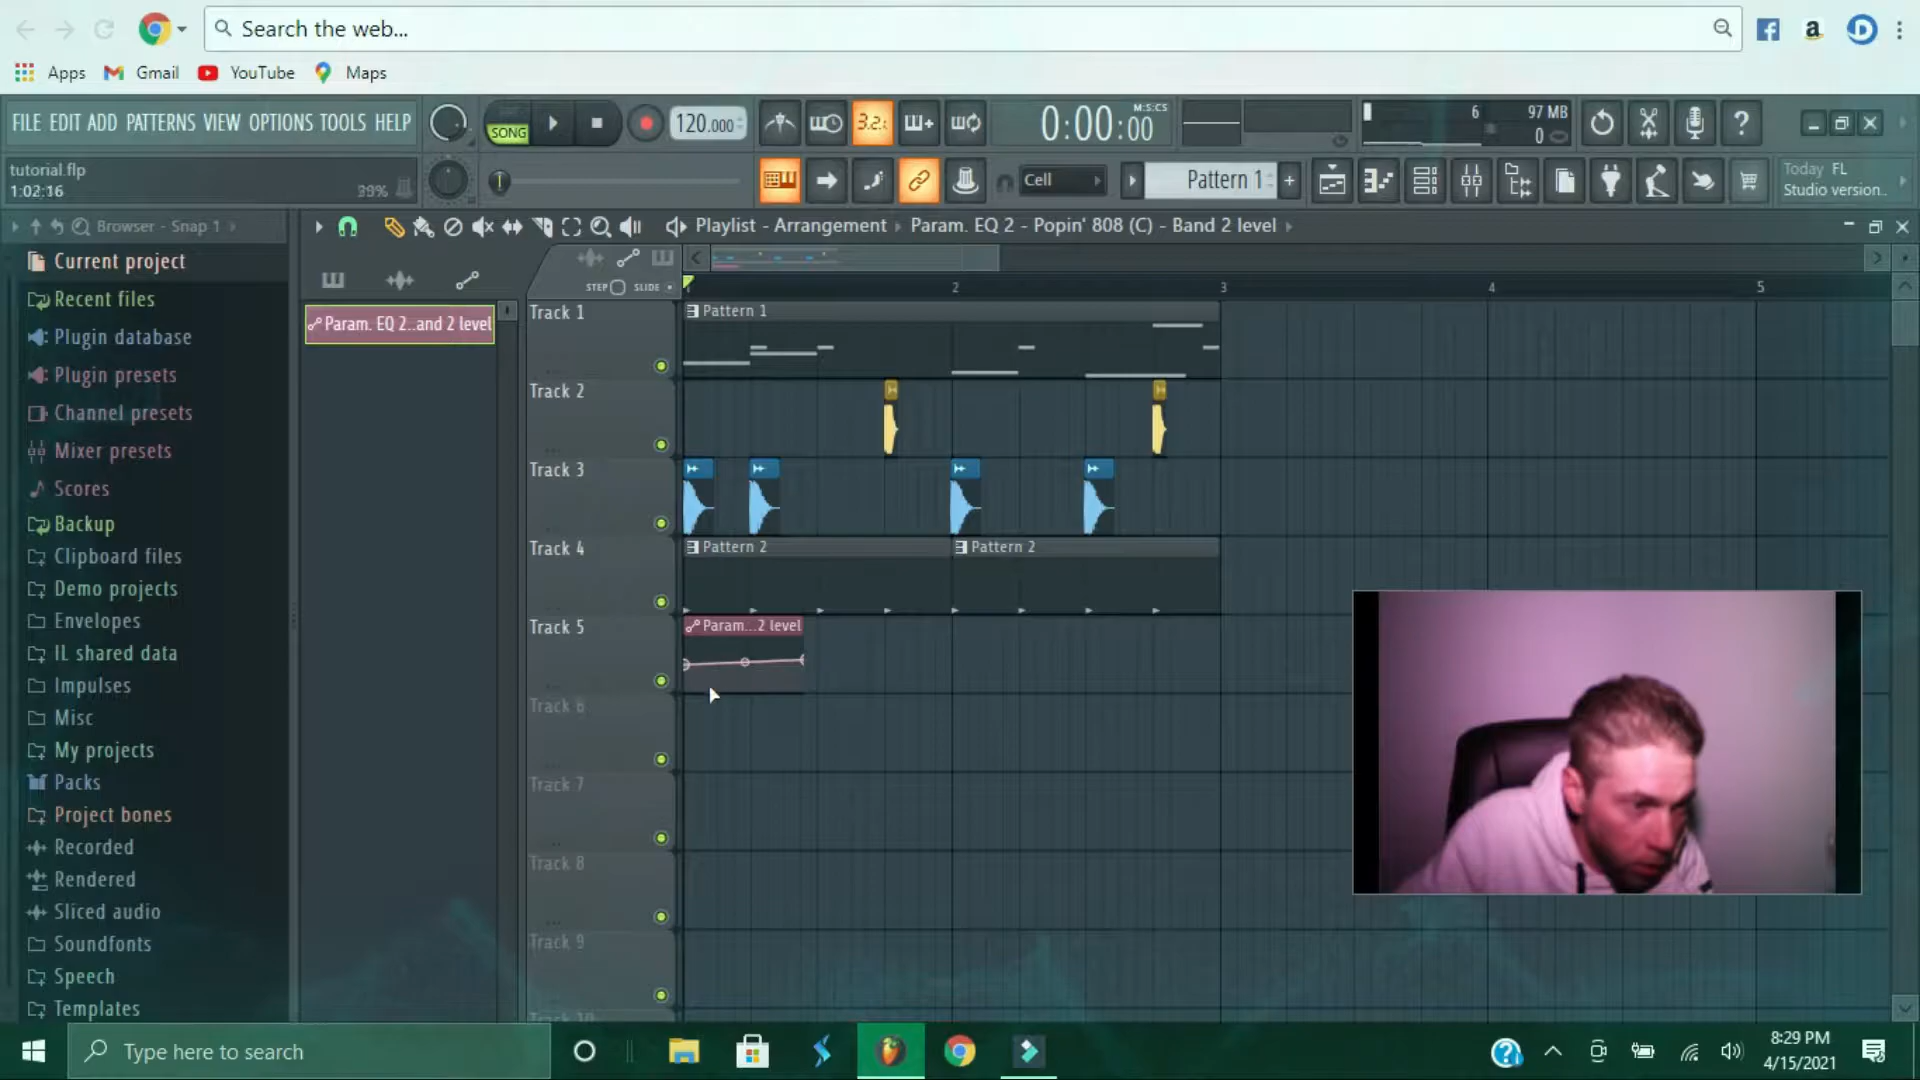 Search the web...
Apps Gmail YouTube Maps
FILE EDIT ADD PATTERNS VIEW OPTIONS TOOLS HELP
SONG
120.000
3.2.
0:00:00
M:S:CS
6
97 MB
0
tutorial.flp
1:02:16
39%
Cell
Pattern 1
+
Today FL
Studio version..
Browser - Snap 1
Playlist - Arrangement
Param. EQ 2 - Popin' 808 (C) - Band 2 level
Current project
Recent files
Plugin database
Plugin presets
Channel presets
Mixer presets
Scores
Backup
Clipboard files
Demo projects
Envelopes
IL shared data
Impulses
Misc
My projects
Packs
Project bones
Recorded
Rendered
Sliced audio
Soundfonts
Speech
Templates
Param. EQ 2..and 2 level
STEP SLIDE
2 3 4 5
Track 1
Pattern 1
Track 2
Track 3
Track 4
Pattern 2
Pattern 2
Track 5
Param...2 level
Track 6
Track 7
Track 8
Track 9
Type here to search
8:29 PM
4/15/2021